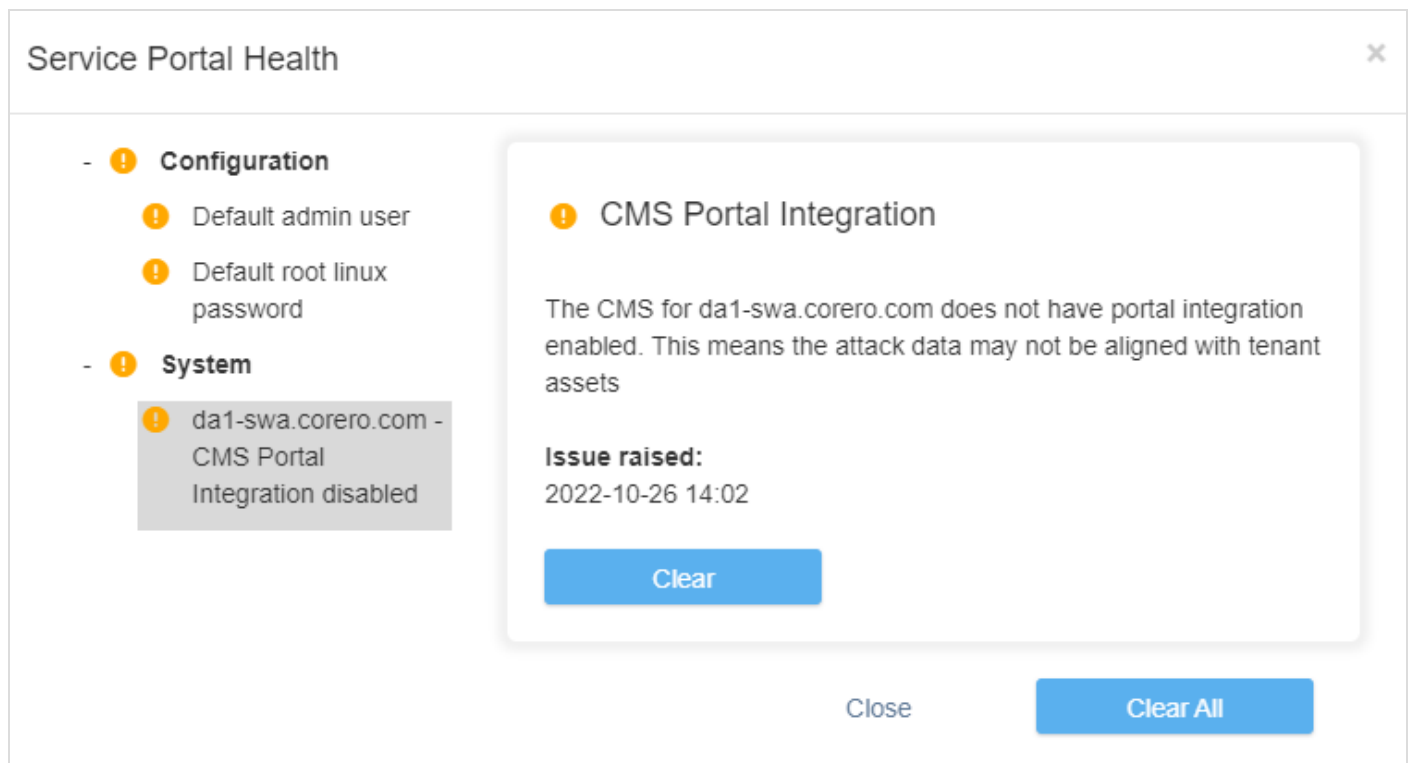 Service Portal Health
×
- Configuration
Default admin user
Default root linux
password
- System
da1-swa.corero.com -
CMS Portal
Integration disabled
CMS Portal Integration
The CMS for da1-swa.corero.com does not have portal integration
enabled. This means the attack data may not be aligned with tenant
assets
Issue raised:
2022-10-26 14:02
Clear
Close
Clear All